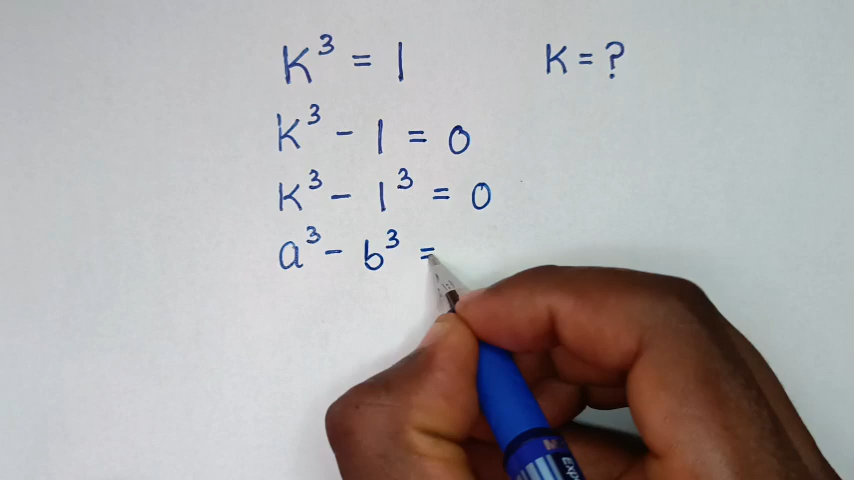 K³ = 1 K = ?
K³ - 1 = 0
K³ - 1³ = 0
a³ - b³ =